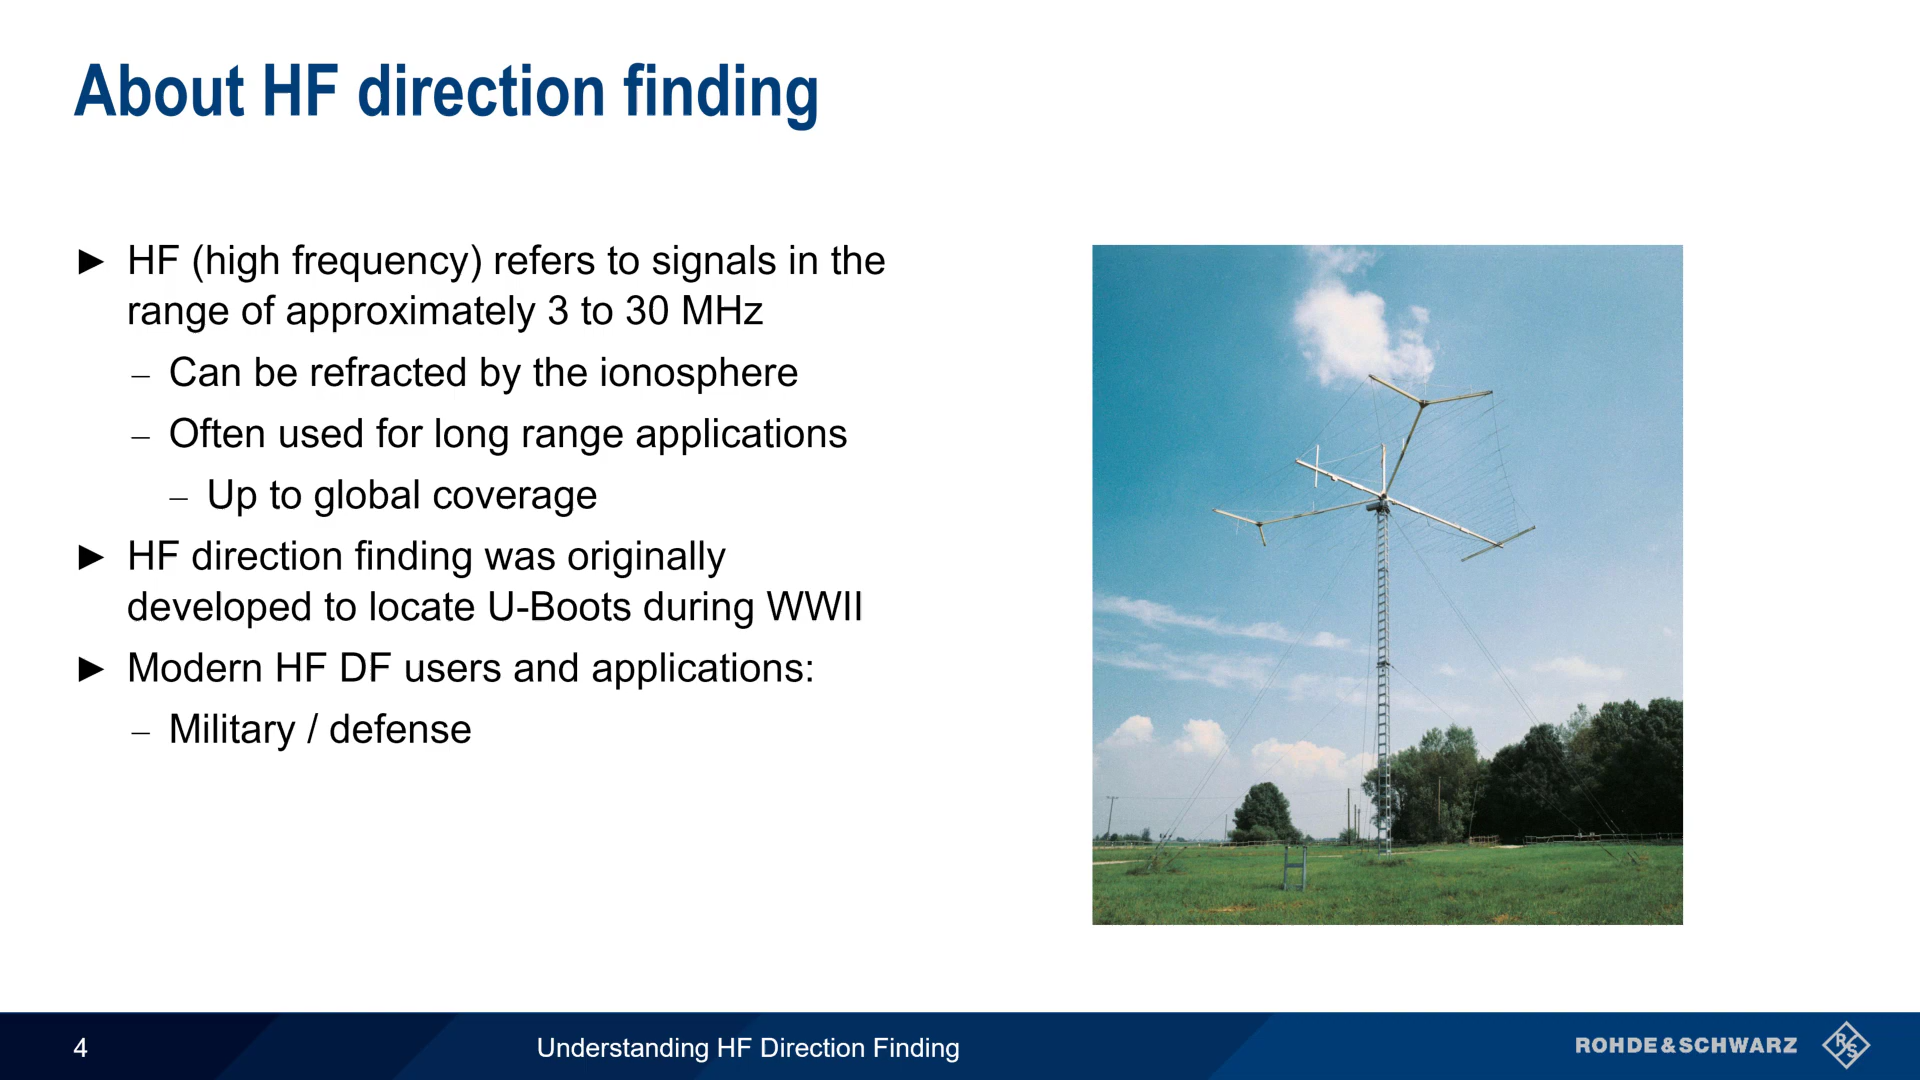 About HF direction finding
► HF (high frequency) refers to signals in the
range of approximately 3 to 30 MHz
– Can be refracted by the ionosphere
– Often used for long range applications
– Up to global coverage
► HF direction finding was originally
developed to locate U-Boots during WWII
► Modern HF DF users and applications:
– Military / defense
4
Understanding HF Direction Finding
ROHDE&SCHWARZ
R&S